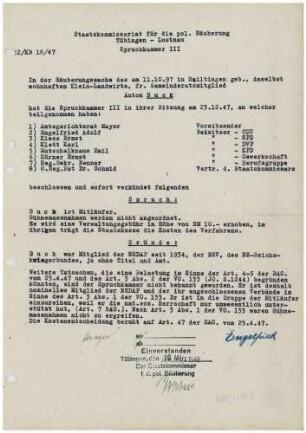 Staatskommissariat für die pol. Säuberung
Tübingen - Lustnau
Spruchkammer III
12/KB 18/47
In der Säuberungssache des am 11.10.97 in Hailtingen geb., daselbst
wohnhaften Klein-Landwirts, fr. Gemeinderatsmitglied
Anton Buck
hat die Spruchkammer III in ihrer Sitzung am 23.12.47, an welcher
teilgenommen haben:
1) Amtsgerichtsrat Mayer Vorsitzender
2) Engelfried Adolf Beisitzer - CDU
3) Klass Ernst " - SPD
4) Klett Karl " - DVP
5) Unterthalmann Emil " - KPD
6) Körner Ernst " - Gewerkschaft
7) Reg.Sekr. Benner " - Berufsgruppe
8) O.Reg.Rat Dr. Schmid Vertr. d. Staatskommissars
beschlossen und sofort verkündet folgenden
Spruch:
Buck ist Mitläufer.
Sühnemassnahmen werden nicht angeordnet.
Es wird eine Verwaltungsgebühr in Höhe von RM 10.- erhoben, im
übrigen trägt die Staatskasse die Kosten des Verfahrens.
Gründe:
Buck war Mitglied der NSDAP seit 1934, der NSV, des NS-Reichs-
kriegerbundes, je ohne Titel und Amt.
Weitere Tatsachen, die eine Belastung im Sinne der Art. 4-5 der RAO. vom
25.4.47 und des § 3 Abs. 2 der VO. 133 (S. 0. 1244) begründen
könnten, sind der Spruchkammer nicht bekannt geworden. Er ist deshalb
nominelles Mitglied der NSDAP und der ihr angeschlossenen Verbände im
Sinne des § 3 Abs. 1 der VO. 133. Er ist in die Gruppe der Mitläufer
einzureihen, weil er die nat.soz. Herrschaft nur unwesentlich unter-
stützt hat, (Art. 7 RAO). Nach § 3 Abs. 1 der VO. 133 waren Sühne-
massnahmen nicht zu ergreifen.
Die Kostenentscheidung beruht auf Art. 47 der RAO. vom 25.4.47.
Engelfried
Einverstanden
Tübingen, den
Der Staatskommissar
f. d. pol. Säuberung